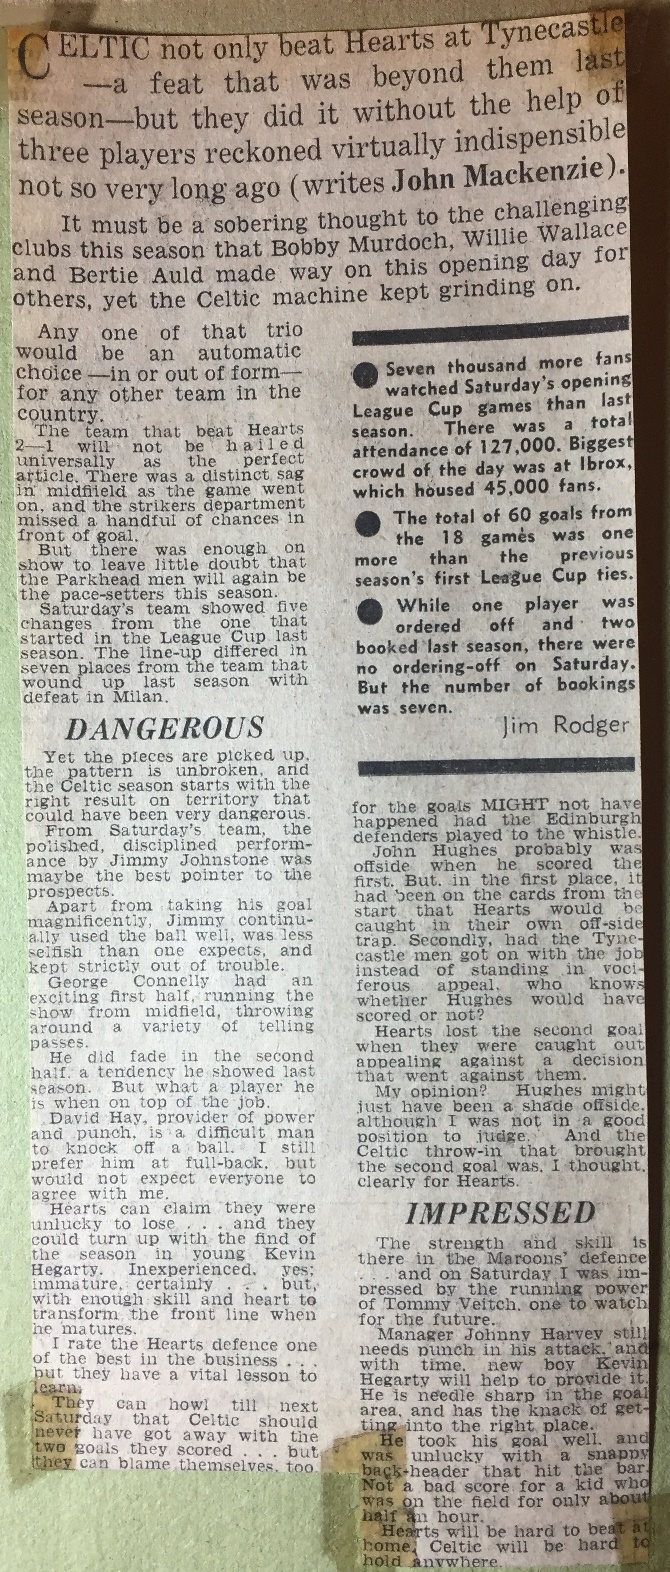 CELTIC not only beat Hearts at Tynecastle
—a feat that was beyond them last
season—but they did it without the help of
three players reckoned virtually indispensible
not so very long ago (writes John Mackenzie).
It must be a sobering thought to the challenging
clubs this season that Bobby Murdoch, Willie Wallace
and Bertie Auld made way on this opening day for
others, yet the Celtic machine kept grinding on.
Any one of that trio
would be an automatic
choice —in or out of form—
for any other team in the
country.
The team that beat Hearts
2—1 will not be hailed
universally as the perfect
article. There was a distinct sag
in midfiield as the game went
on, and the strikers department
missed a handful of chances in
front of goal.
But there was enough on
show to leave little doubt that
the Parkhead men will again be
the pace-setters this season.
Saturday's team showed five
changes from the one that
started in the League Cup last
season. The line-up differed in
seven places from the team that
wound up last season with
defeat in Milan.
DANGEROUS
Yet the pieces are picked up,
the pattern is unbroken, and
the Celtic season starts with the
right result on territory that
could have been very dangerous.
From Saturday's team, the
polished, disciplined perform-
ance by Jimmy Johnstone was
maybe the best pointer to the
prospects.
Apart from taking his goal
magnificently, Jimmy continu-
ally used the ball well, was less
selfish than one expects, and
kept strictly out of trouble.
George Connelly had an
exciting first half, running the
show from midfield, throwing
around a variety of telling
passes.
He did fade in the second
half, a tendency he showed last
season. But what a player he
is when on top of the job.
David Hay, provider of power
and punch, is a difficult man
to knock off a ball. I still
prefer him at full-back, but
would not expect everyone to
agree with me.
Hearts can claim they were
unlucky to lose . . . and they
could turn up with the find of
the season in young Kevin
Hegarty. Inexperienced, yes;
immature, certainly . . . but,
with enough skill and heart to
transform the front line when
he matures.
I rate the Hearts defence one
of the best in the business . . .
but they have a vital lesson to
learn.
They can howl till next
Saturday that Celtic should
never have got away with the
two goals they scored . . . but
they can blame themselves, too
● Seven thousand more fans
watched Saturday's opening
League Cup games than last
season. There was a total
attendance of 127,000. Biggest
crowd of the day was at Ibrox,
which housed 45,000 fans.
● The total of 60 goals from
the 18 games was one
more than the previous
season's first League Cup ties.
● While one player was
ordered off and two
booked last season, there were
no ordering-off on Saturday.
But the number of bookings
was seven.
Jim Rodger
for the goals MIGHT not have
happened had the Edinburgh
defenders played to the whistle.
John Hughes probably was
offside when he scored the
first. But, in the first place, it
had been on the cards from the
start that Hearts would be
caught in their own off-side
trap. Secondly, had the Tyne-
castle men got on with the job
instead of standing in voci-
ferous appeal, who knows
whether Hughes would have
scored or not?
Hearts lost the second goal
when they were caught out
appealing against a decision
that went against them.
My opinion? Hughes might
just have been a shade offside,
although I was not in a good
position to judge. And the
Celtic throw-in that brought
the second goal was, I thought,
clearly for Hearts.
IMPRESSED
The strength and skill is
there in the Maroons' defence
. . . and on Saturday I was im-
pressed by the running power
of Tommy Veitch, one to watch
for the future.
Manager Johnny Harvey still
needs punch in his attack, and
with time, new boy Kevin
Hegarty will help to provide it.
He is needle sharp in the goal
area, and has the knack of get-
ting into the right place.
He took his goal well, and
was unlucky with a snappy
back-header that hit the bar.
Not a bad score for a kid who
was on the field for only about
half an hour.
Hearts will be hard to beat at
home, Celtic will be hard to
hold anywhere.